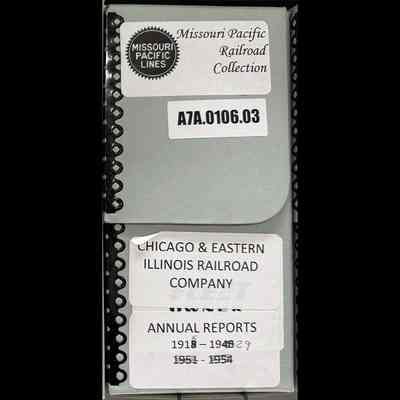 MISSOURI
PACIFIC
LINES
Missouri Pacific
Railroad
Collection
A7A.0106.03
CHICAGO & EASTERN
ILLINOIS RAILROAD
COMPANY
ANNUAL REPORTS
1951 - 1954